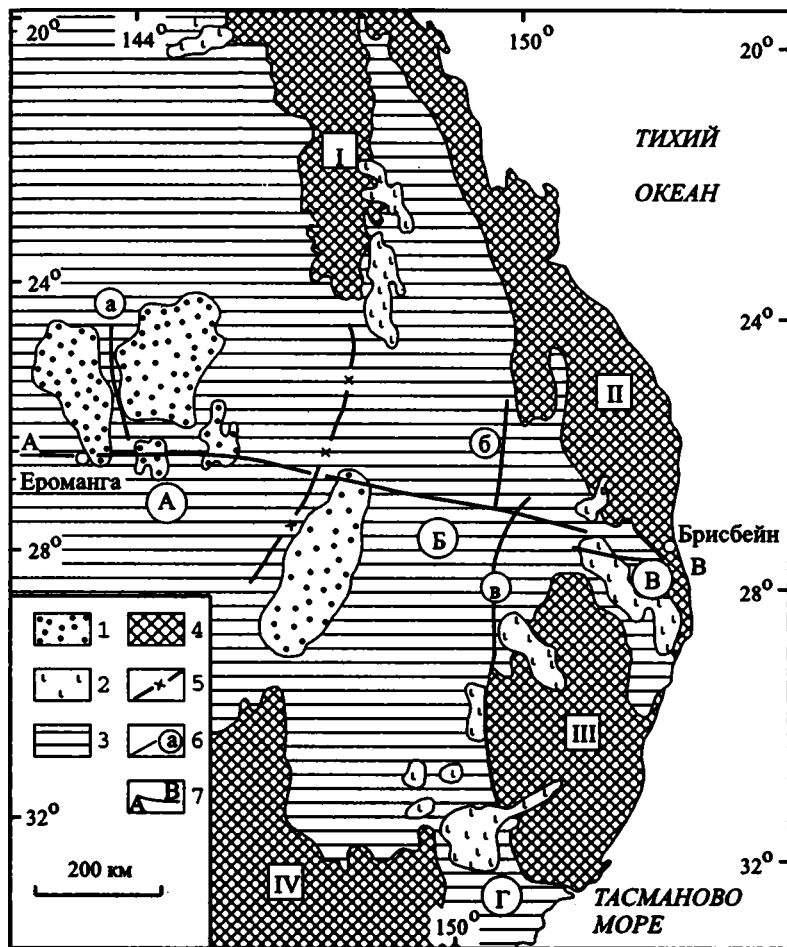 20°
144°
150°
20°
ТИХИЙ
ОКЕАН
I
24°
24°
а
II
б
А
Ероманга
А
Б
Брисбейн
В
В
28°
28°
в
1
4
2
5
3
6
а
7
А
В
III
32°
32°
200 км
IV
Г
ТАСМАНОВО
МОРЕ
150°